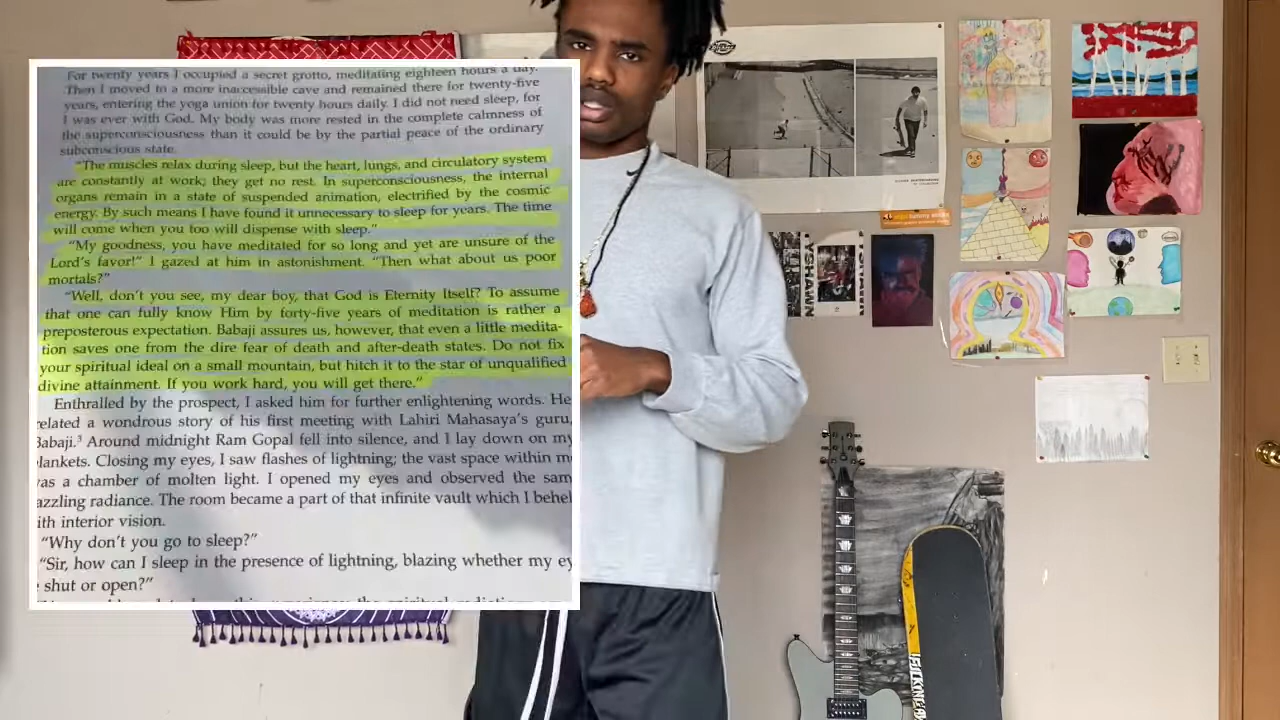 For twenty years I occupied a secret grotto, meditating eighteen hours a day.
Then I moved to a more inaccessible cave and remained there for twenty-five
years, entering the yoga union for twenty hours daily. I did not need sleep, for
I was ever with God. My body was more rested in the complete calmness of
the superconsciousness than it could be by the partial peace of the ordinary
subconscious state.
"The muscles relax during sleep, but the heart, lungs, and circulatory system
are constantly at work; they get no rest. In superconsciousness, the internal
organs remain in a state of suspended animation, electrified by the cosmic
energy. By such means I have found it unnecessary to sleep for years. The time
will come when you too will dispense with sleep."
"My goodness, you have meditated for so long and yet are unsure of the
Lord's favor!" I gazed at him in astonishment. "Then what about us poor
mortals?"
"Well, don't you see, my dear boy, that God is Eternity Itself? To assume
that one can fully know Him by forty-five years of meditation is rather a
preposterous expectation. Babaji assures us, however, that even a little medita-
tion saves one from the dire fear of death and after-death states. Do not fix
your spiritual ideal on a small mountain, but hitch it to the star of unqualified
divine attainment. If you work hard, you will get there."
Enthralled by the prospect, I asked him for further enlightening words. He
elated a wondrous story of his first meeting with Lahiri Mahasaya's guru,
Babaji.³ Around midnight Ram Gopal fell into silence, and I lay down on my
lankets. Closing my eyes, I saw flashes of lightning; the vast space within m
as a chamber of molten light. I opened my eyes and observed the sam
azzling radiance. The room became a part of that infinite vault which I behel
ith interior vision.
"Why don't you go to sleep?"
"Sir, how can I sleep in the presence of lightning, blazing whether my ey
shut or open?"
Dickies